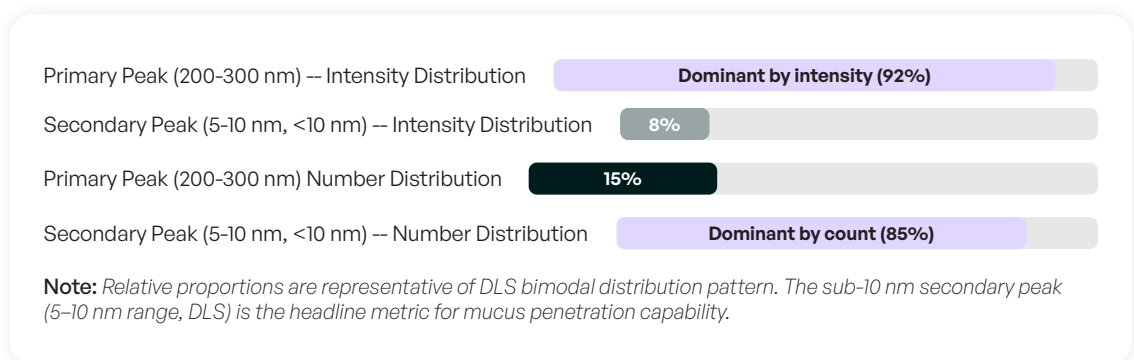 Primary Peak (200-300 nm) -- Intensity Distribution
Dominant by intensity (92%)
Secondary Peak (5-10 nm, <10 nm) -- Intensity Distribution
8%
Primary Peak (200-300 nm) Number Distribution
15%
Secondary Peak (5-10 nm, <10 nm) -- Number Distribution
Dominant by count (85%)
Note: Relative proportions are representative of DLS bimodal distribution pattern. The sub-10 nm secondary peak
(5–10 nm range, DLS) is the headline metric for mucus penetration capability.